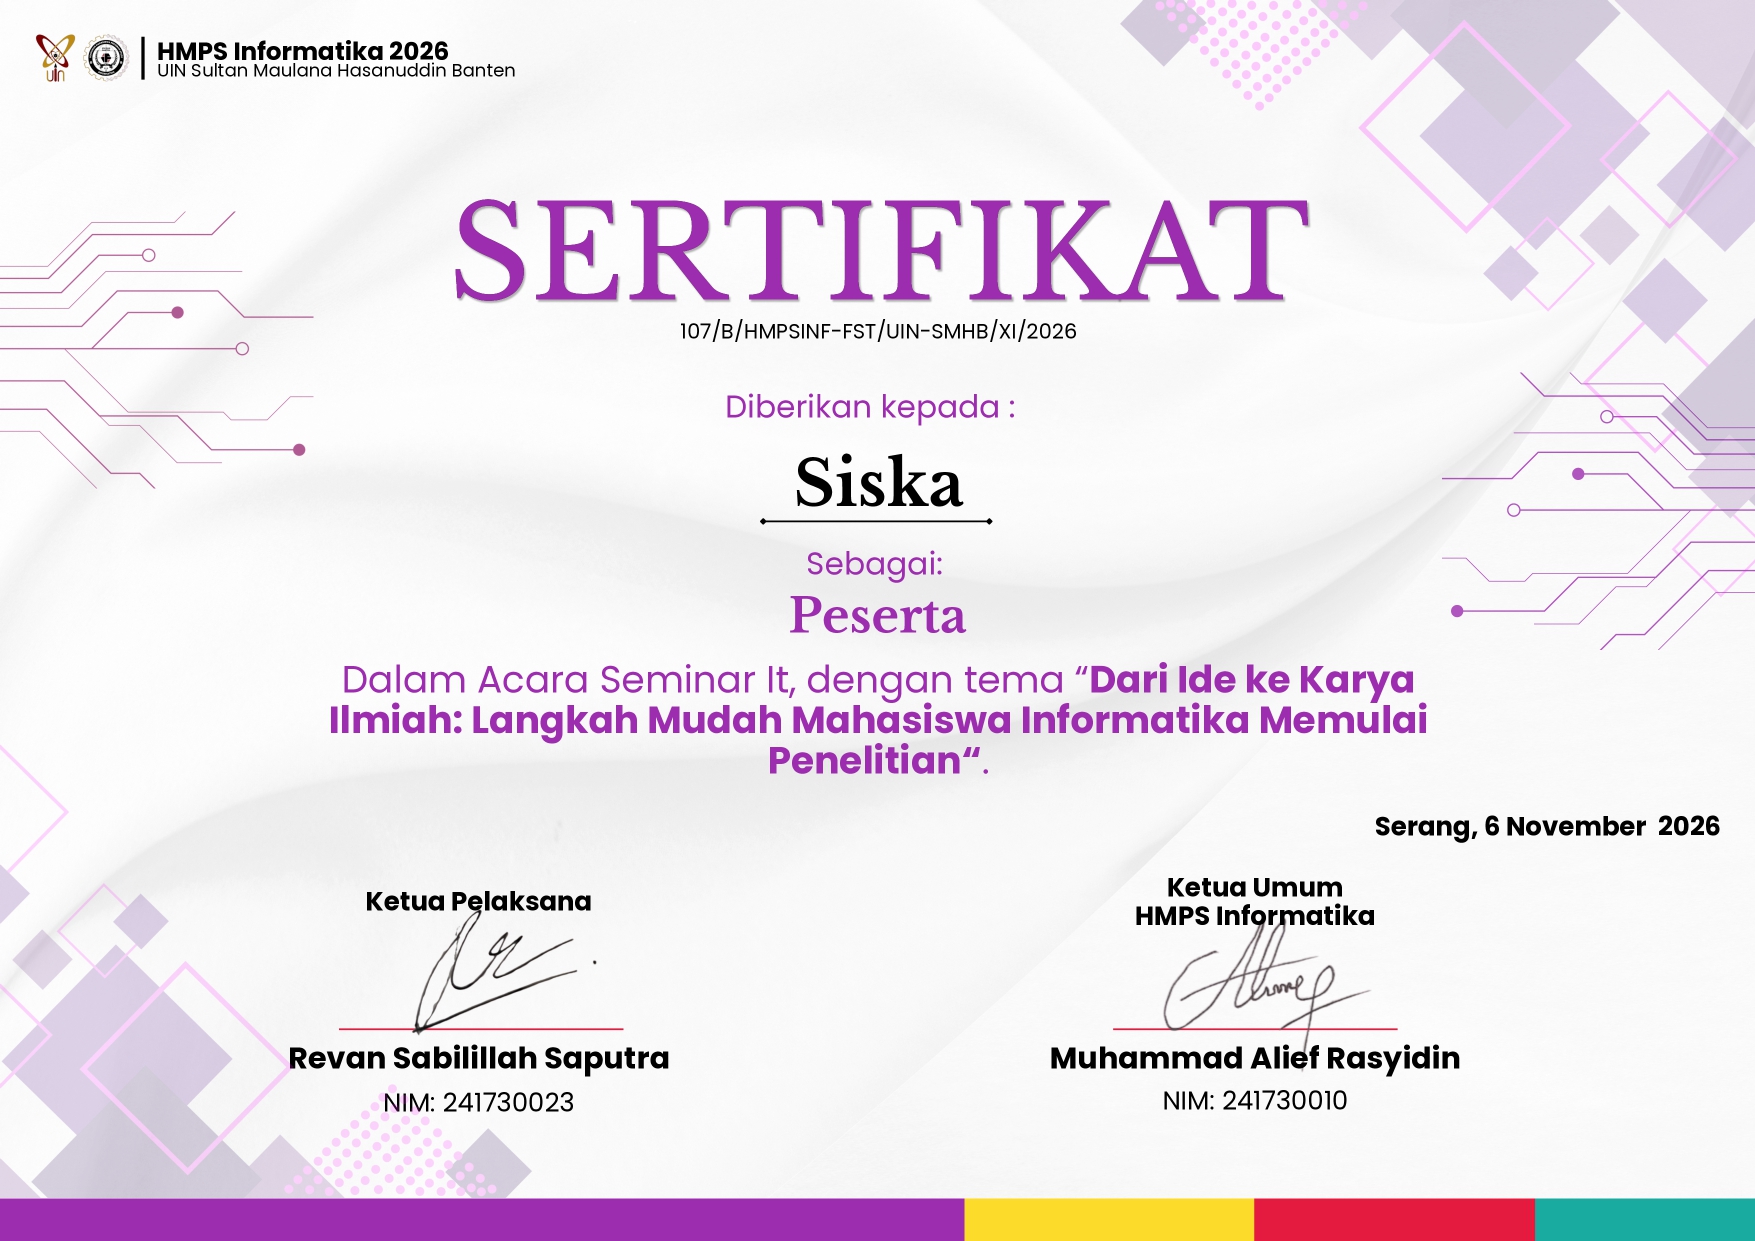 uin
HMPS Informatika 2026
UIN Sultan Maulana Hasanuddin Banten
SERTIFIKAT
107/B/HMPSINF-FST/UIN-SMHB/XI/2026
Diberikan kepada :
Siska
Sebagai:
Peserta
Dalam Acara Seminar It, dengan tema “Dari Ide ke Karya
Ilmiah: Langkah Mudah Mahasiswa Informatika Memulai
Penelitian“.
Serang, 6 November 2026
Ketua Pelaksana
Revan Sabilillah Saputra
NIM: 241730023
Ketua Umum
HMPS Informatika
Muhammad Alief Rasyidin
NIM: 241730010